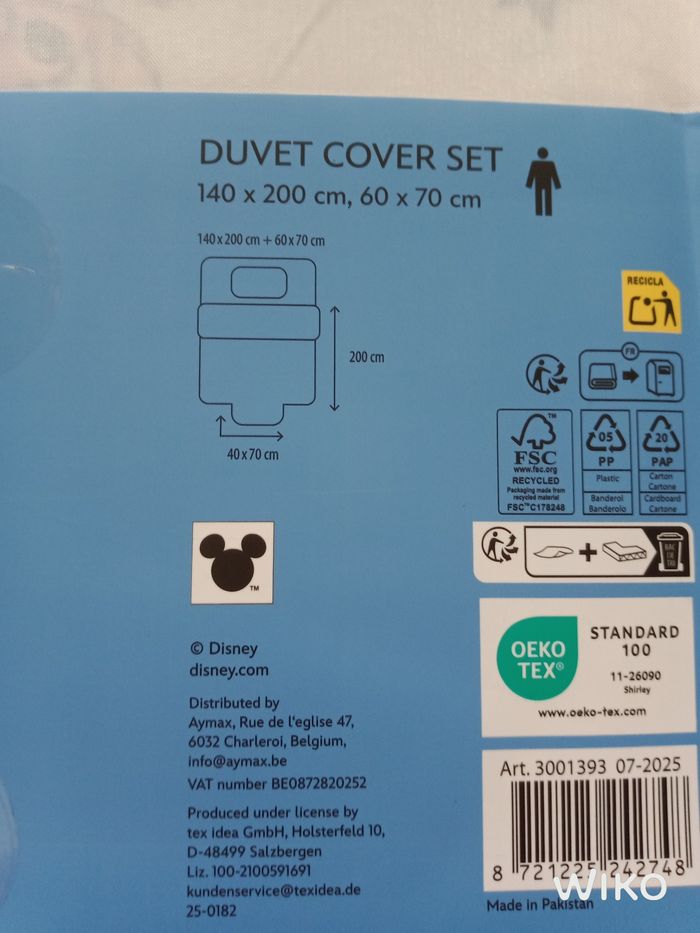 DUVET COVER SET
140 x 200 cm, 60 x 70 cm
140 x 200 cm + 60 x 70 cm
200 cm
40 x 70 cm
RECICLA
FR
FSC™
www.fsc.org
RECYCLED
Packaging made from
recycled material
FSC™C178248
05
PP
Plastic
Banderol
Banderolo
20
PAP
Carton
Cartone
Cardboard
Cartone
BAC
DE
TRI
TM
© Disney
disney.com
Distributed by
Aymax, Rue de l'eglise 47,
6032 Charleroi, Belgium,
info@aymax.be
VAT number BE0872820252
Produced under license by
tex idea GmbH, Holsterfeld 10,
D-48499 Salzbergen
Liz. 100-2100591691
kundenservice@texidea.de
25-0182
OEKO
TEX®
STANDARD
100
11-26090
Shirley
www.oeko-tex.com
Art. 3001393 07-2025
8 721225 242748
Made in Pakistan
WIKO